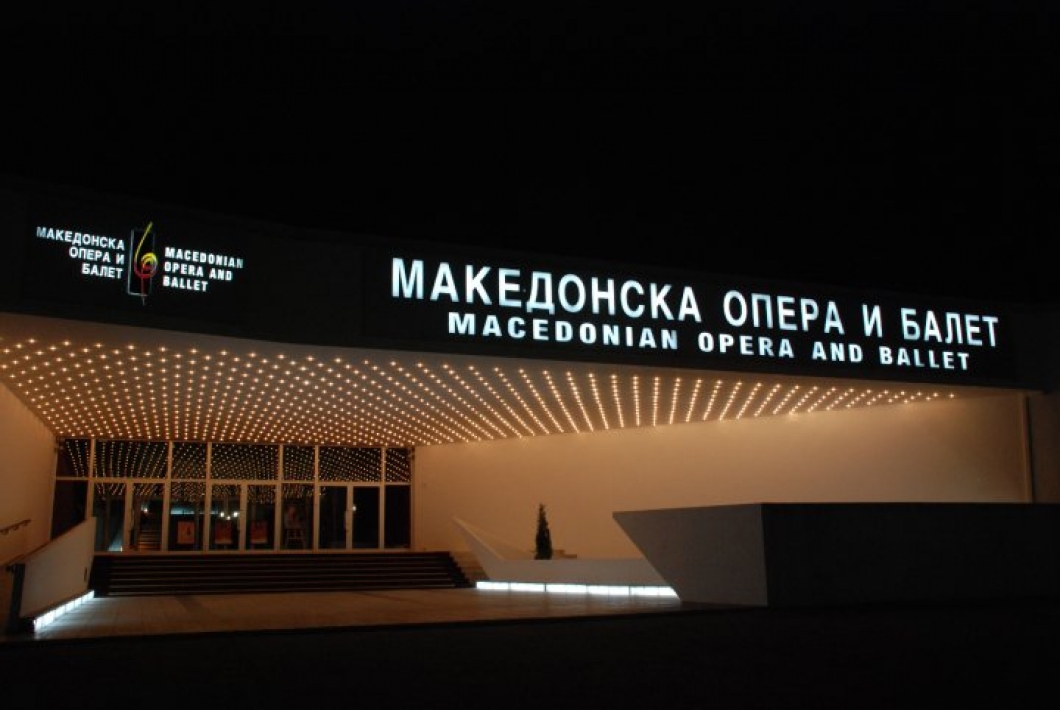 МАКЕДОНСКА
ОПЕРА И
БАЛЕТ
MACEDONIAN
OPERA AND
BALLET
МАКЕДОНСКА ОПЕРА И БАЛЕТ
MACEDONIAN OPERA AND BALLET